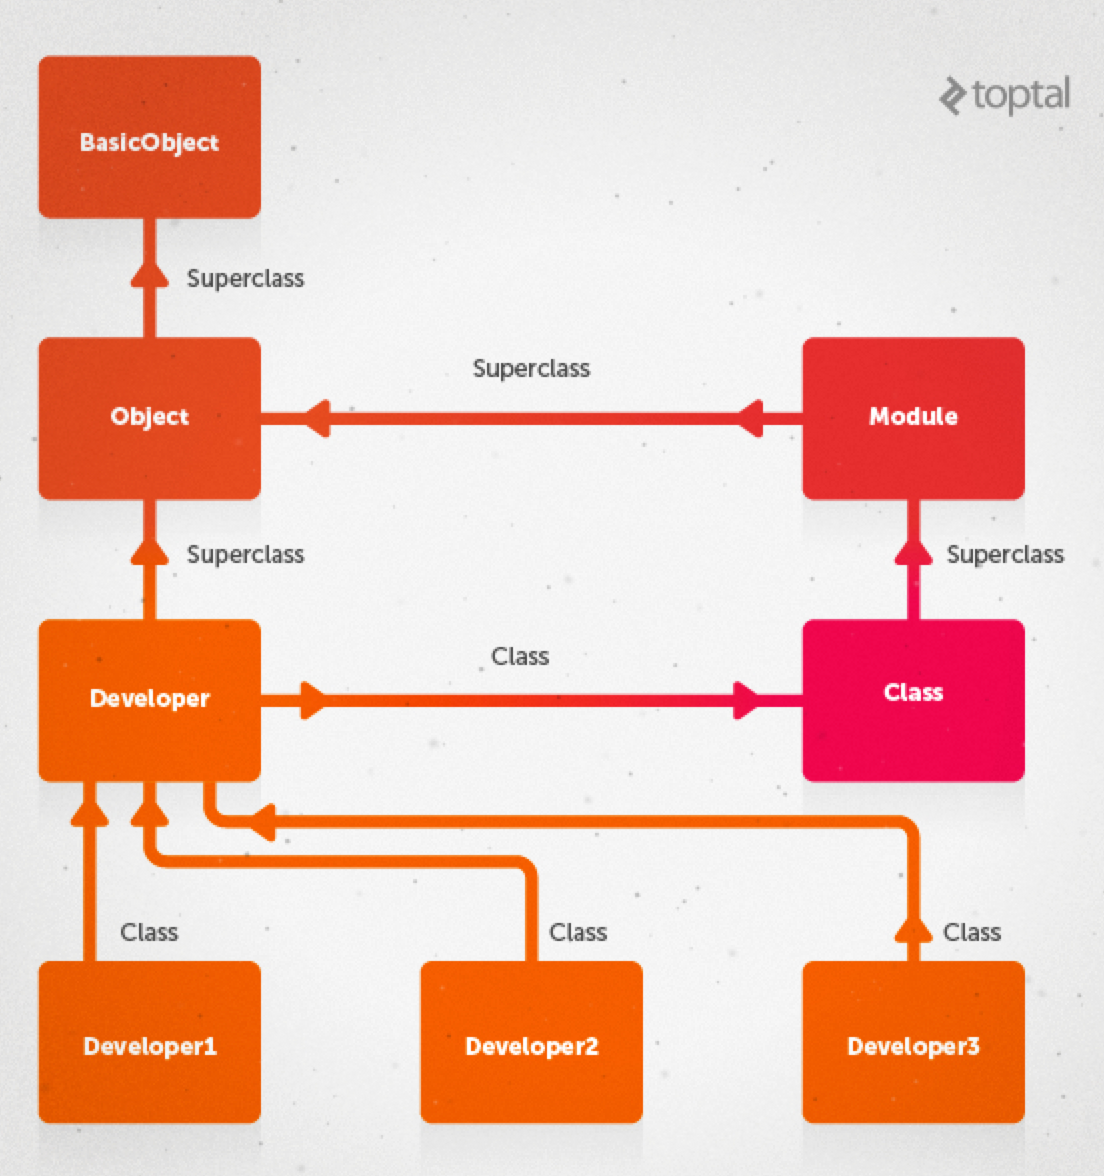 toptal
BasicObject
Superclass
Superclass
Object
Module
Superclass
Superclass
Class
Developer
Class
Class
Class
Class
Developer1
Developer2
Developer3